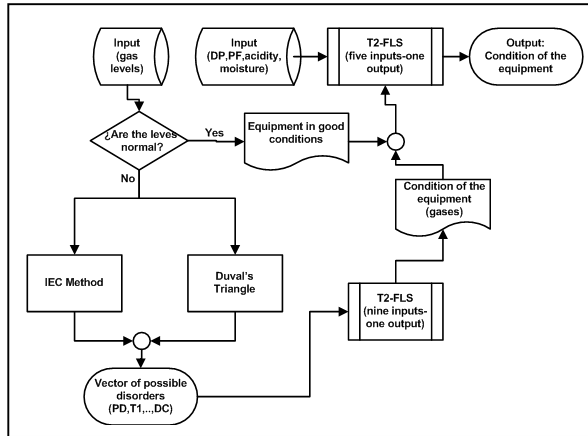 Input
(gas
levels)
Input
(DP,PF,acidity,
moisture)
T2-FLS
(five inputs-one
output)
Output:
Condition of the
equipment
¿Are the leves
normal?
Yes
Equipment in good
conditions
No
Condition of the
equipment
(gases)
IEC Method
Duval's
Triangle
T2-FLS
(nine inputs-
one output)
Vector of possible
disorders
(PD,T1,..,DC)